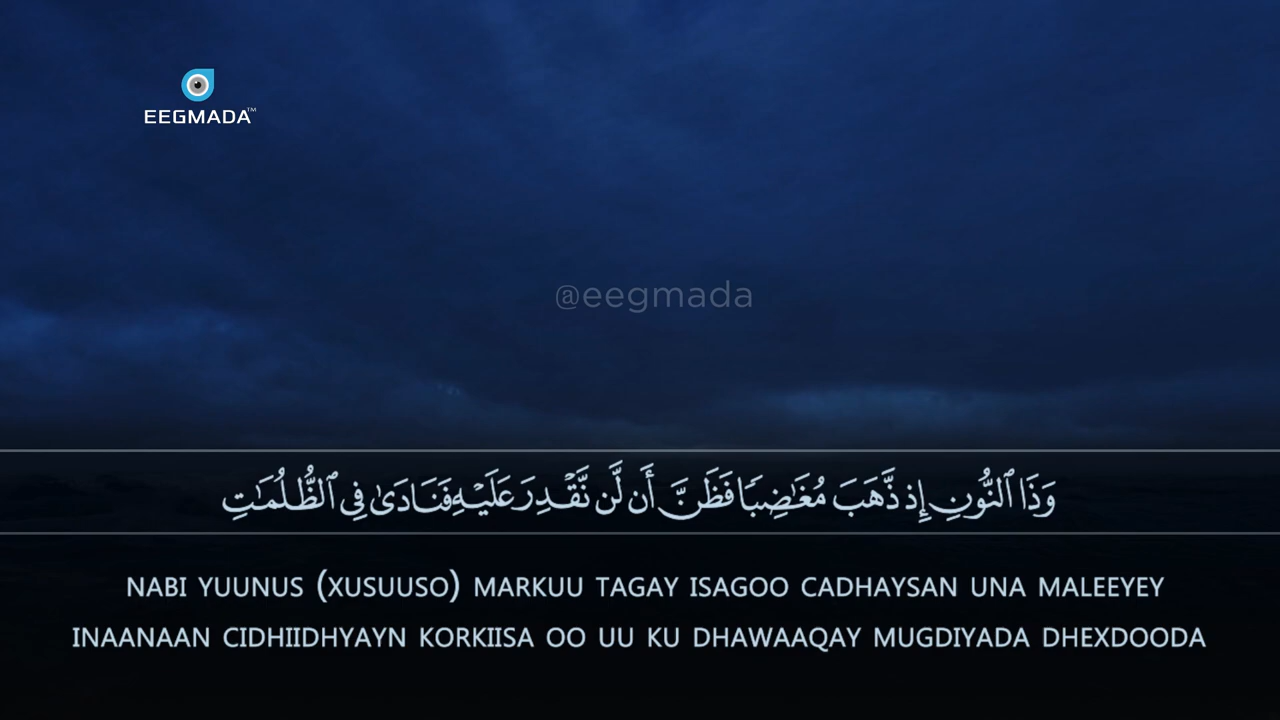 EEGMADA™
@eegmada
وَذَا ٱلنُّونِ إِذ ذَّهَبَ مُغَٰضِبًا فَظَنَّ أَن لَّن نَّقْدِرَ عَلَيْهِ فَنَادَىٰ فِى ٱلظُّلُمَٰتِ
NABI YUUNUS (XUSUUSO) MARKUU TAGAY ISAGOO CADHAYSAN UNA MALEEYEY
INAANAAN CIDHIIDHYAYN KORKIISA OO UU KU DHAWAAQAY MUGDIYADA DHEXDOODA